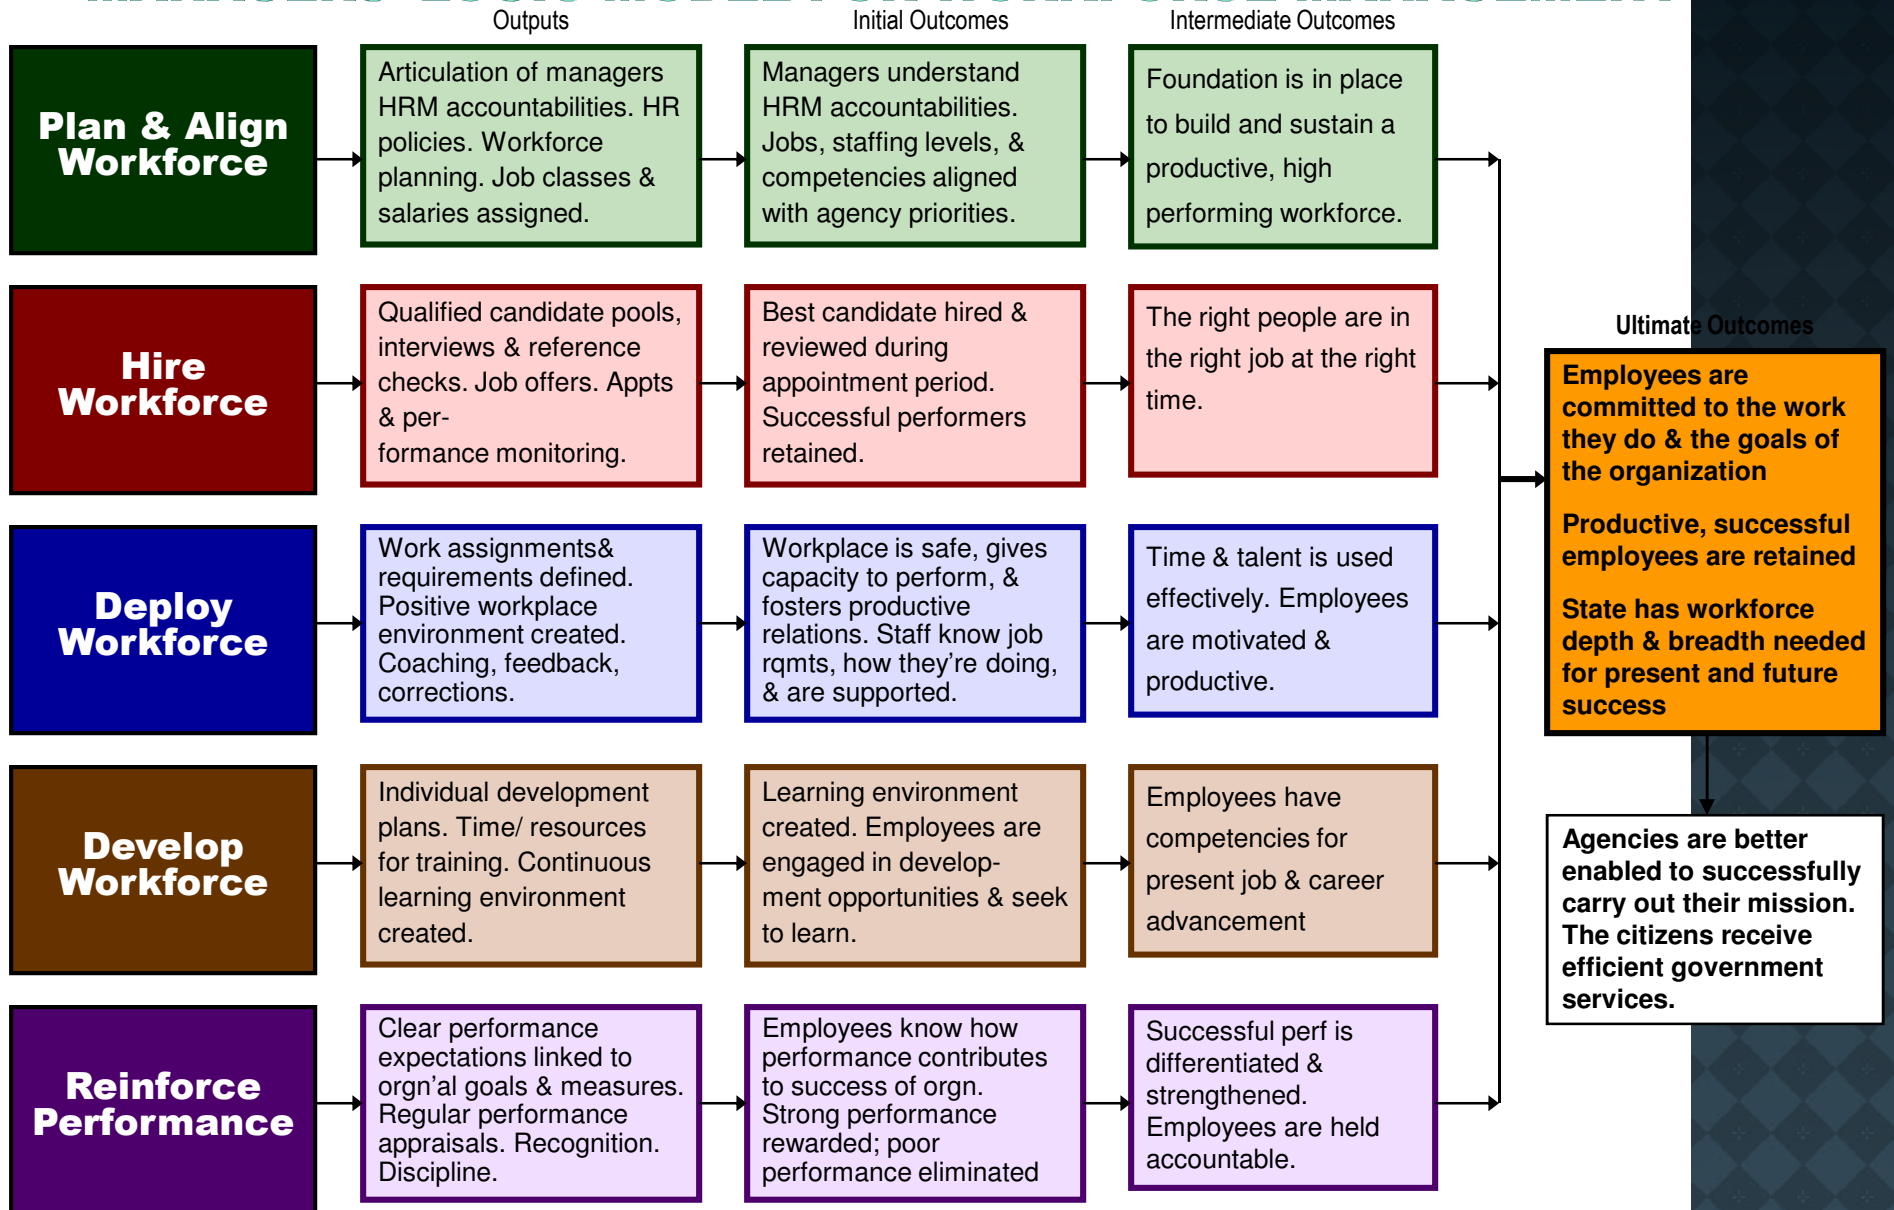 Outputs
Initial Outcomes
Intermediate Outcomes
Plan & Align
Workforce
Articulation of managers
HRM accountabilities. HR
policies. Workforce
planning. Job classes &
salaries assigned.
Managers understand
HRM accountabilities.
Jobs, staffing levels, &
competencies aligned
with agency priorities.
Foundation is in place
to build and sustain a
productive, high
performing workforce.
Hire
Workforce
Qualified candidate pools,
interviews & reference
checks. Job offers. Appts
& per-
formance monitoring.
Best candidate hired &
reviewed during
appointment period.
Successful performers
retained.
The right people are in
the right job at the right
time.
Deploy
Workforce
Work assignments&
requirements defined.
Positive workplace
environment created.
Coaching, feedback,
corrections.
Workplace is safe, gives
capacity to perform, &
fosters productive
relations. Staff know job
rqmts, how they're doing,
& are supported.
Time & talent is used
effectively. Employees
are motivated &
productive.
Develop
Workforce
Individual development
plans. Time/ resources
for training. Continuous
learning environment
created.
Learning environment
created. Employees are
engaged in develop-
ment opportunities & seek
to learn.
Employees have
competencies for
present job & career
advancement
Reinforce
Performance
Clear performance
expectations linked to
orgn'al goals & measures.
Regular performance
appraisals. Recognition.
Discipline.
Employees know how
performance contributes
to success of orgn.
Strong performance
rewarded; poor
performance eliminated
Successful perf is
differentiated &
strengthened.
Employees are held
accountable.
Ultimate Outcomes
Employees are
committed to the work
they do & the goals of
the organization
Productive, successful
employees are retained
State has workforce
depth & breadth needed
for present and future
success
Agencies are better
enabled to successfully
carry out their mission.
The citizens receive
efficient government
services.